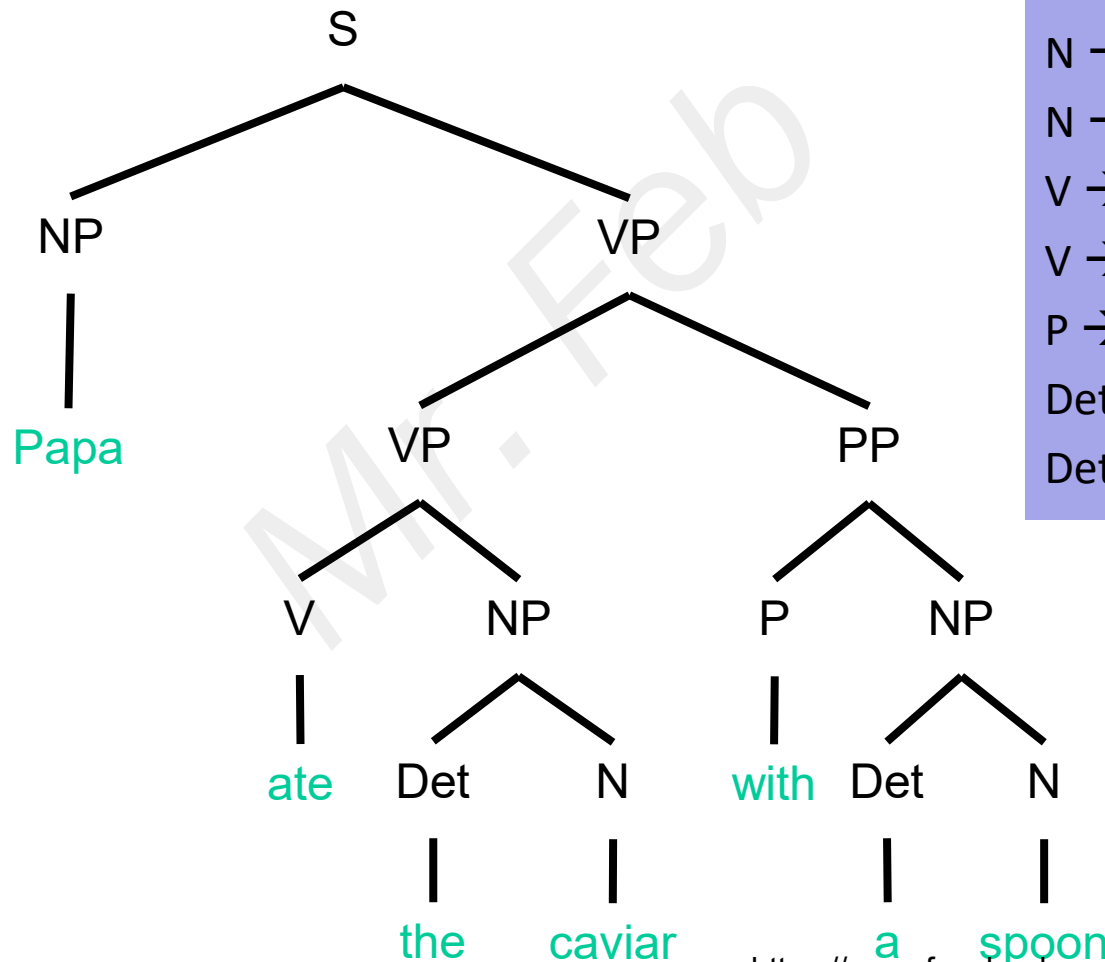 S
NP VP
Papa VP PP
V NP P NP
ate Det N with Det N
the caviar a spoon
N →
N →
V →
V →
P →
Det
Det
Mr. Feb